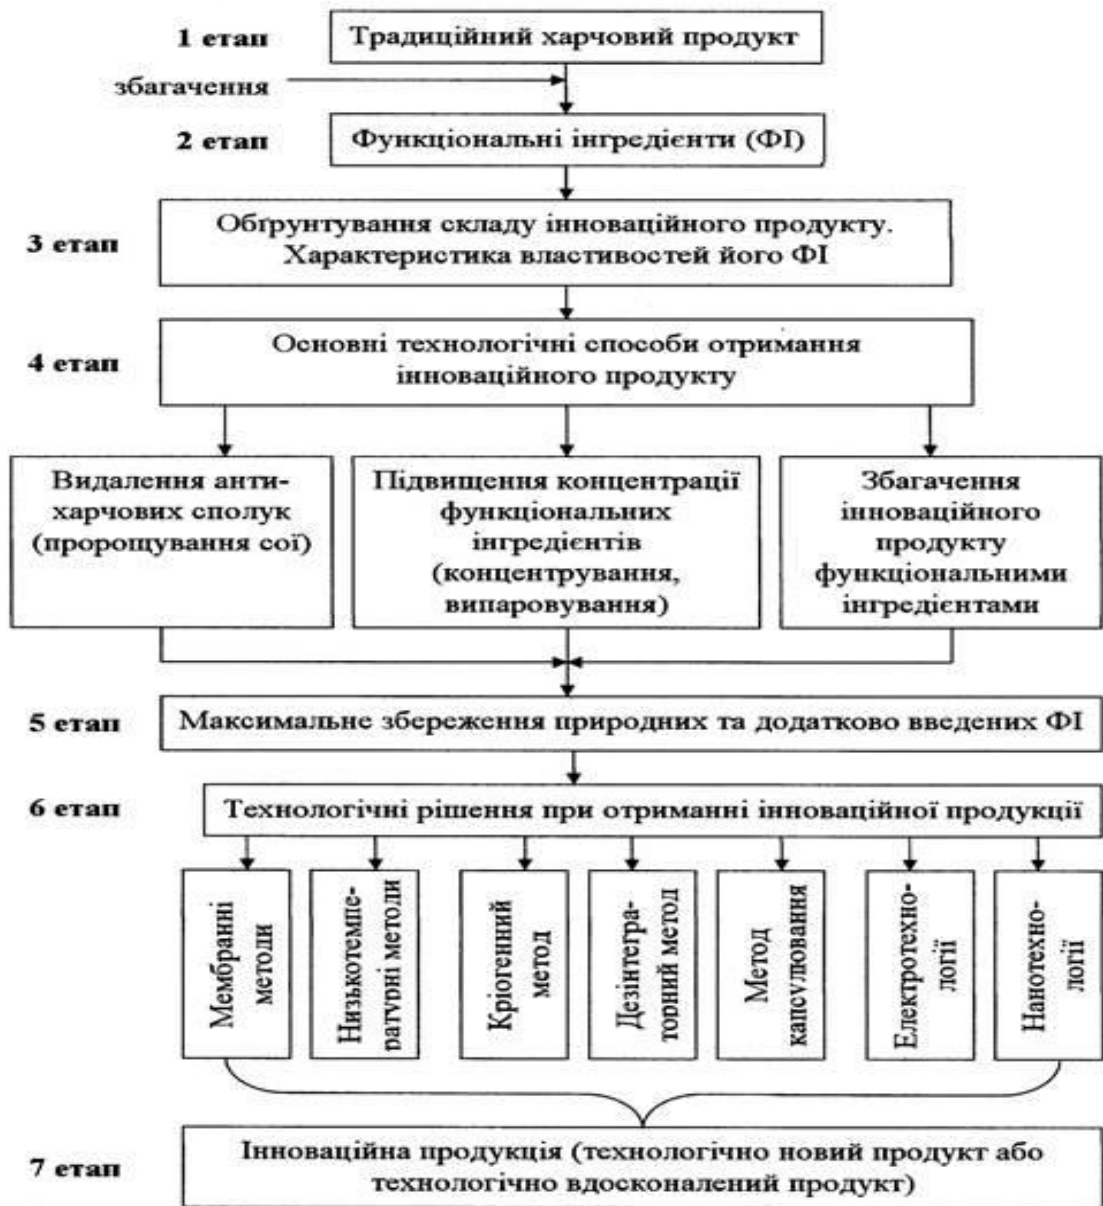 1 етап
Традиційний харчовий продукт
збагачення
2 етап
Функціональні інгредієнти (ФІ)
3 етап
Обґрунтування складу інноваційного продукту.
Характеристика властивостей його ФІ
4 етап
Основні технологічні способи отримання
інноваційного продукту
Видалення анти-
харчових сполук
(пророщування сої)
Підвищення концентрації
функціональних
інгредієнтів
(концентрування,
випаровування)
Збагачення
інноваційного
продукту
функціональними
інгредієнтами
5 етап
Максимальне збереження природних та додатково введених ФІ
6 етап
Технологічні рішення при отриманні інноваційної продукції
Мембранні
методи
Низькотемпе-
ратурні методи
Кріогенний
метод
Дезінтегра-
торний метод
Метод
капсулювання
Електротехно-
логії
Нанотехно-
логії
7 етап
Інноваційна продукція (технологічно новий продукт або
технологічно вдосконалений продукт)